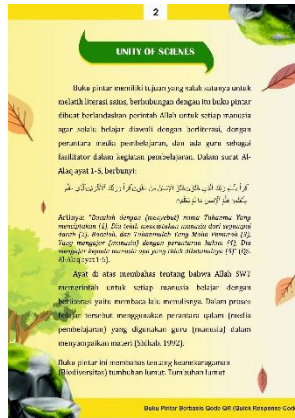 2
UNITY OF SCIENES
Buku pintar memiliki tujuan yang salah satunya untuk
melatih literasi sains, berhubungan dengan itu buku pintar
dibuat berlandaskan perintah Allah untuk setiap manusia
agar selalu belajar diawali dengan berliterasi, dengan
perantara media pembelajaran, dan ada guru sebagai
fasilitator dalam kegiatan pembelajaran. Dalam surat Al-
Alaq ayat 1-5, berbunyi:
Artinya: "Bacalah dengan (menyebut) nama Tuhanmu Yang
menciptakan (1), Dia telah menciptakan manusia dari segumpal
darah (2). Bacalah, dan Tuhanmulah Yang Maha Pemurah (3),
Yang mengajar (manusia) dengan perantaran kalam (4), Dia
mengajar kepada manusia apa yang tidak diketahuinya (5)" (QS.
Al-Alaq ayat 1-5).
Ayat di atas membahas tentang bahwa Allah SWT
memerintah untuk setiap manusia belajar dengan
berliterasi yaitu membaca lalu menulisnya. Dalam proses
belajar tersebut menggunakan perantara qalam (media
pembelajaran) yang digunakan guru (manusia) dalam
menyampaikan materi (Shihab, 1992).
Buku pintar ini membahas tentang keanekaragaman
(Biodiversitas) tumbuhan lumut. Tumbuhan lumut
Buku Pintar Berbasis Qode QR (Quick Response Code